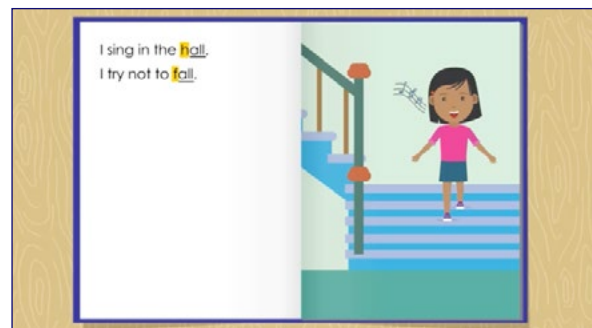 I sing in the hall.
I try not to fall.